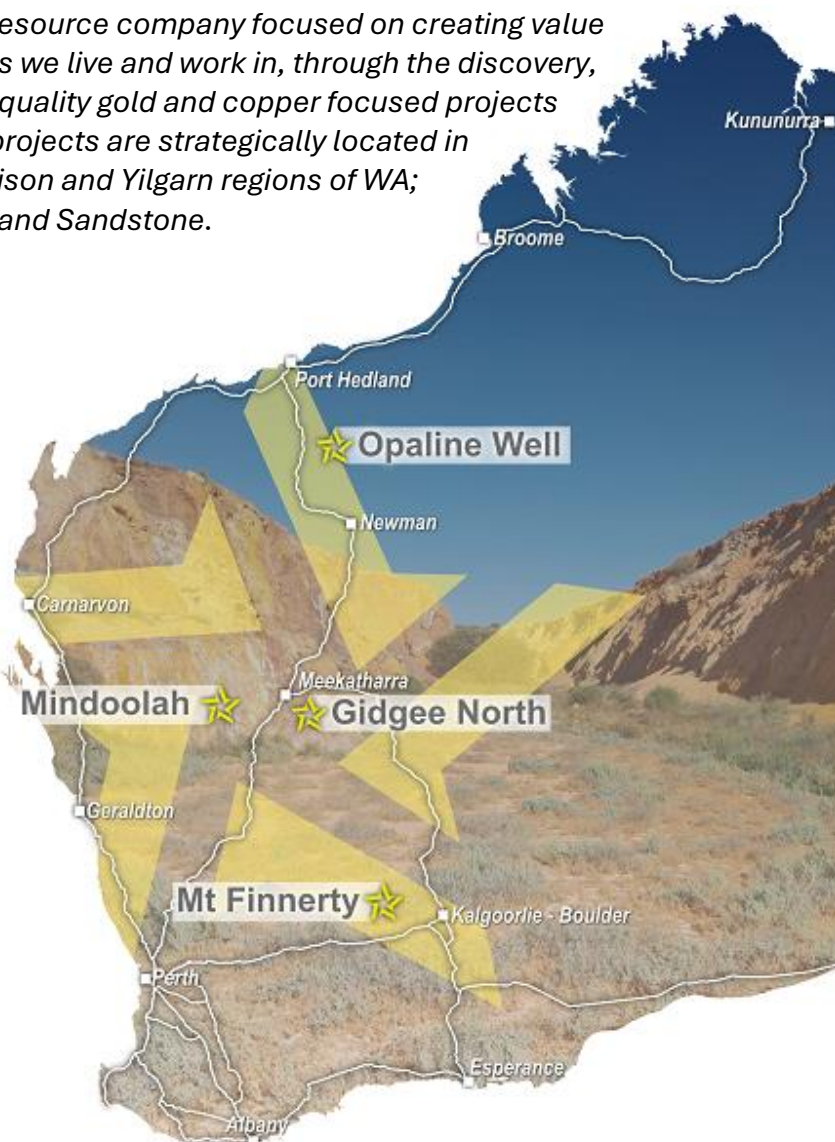 esource company focused on creating value
s we live and work in, through the discovery,
quality gold and copper focused projects
projects are strategically located in
ison and Yilgarn regions of WA;
and Sandstone.
Kununurra
Broome
Port Hedland
Opaline Well
Newman
Carnarvon
Meekatharra
Mindoolah
Gidgee North
Geraldton
Mt Finnerty
Kalgoorlie - Boulder
Perth
Esperance
Albany